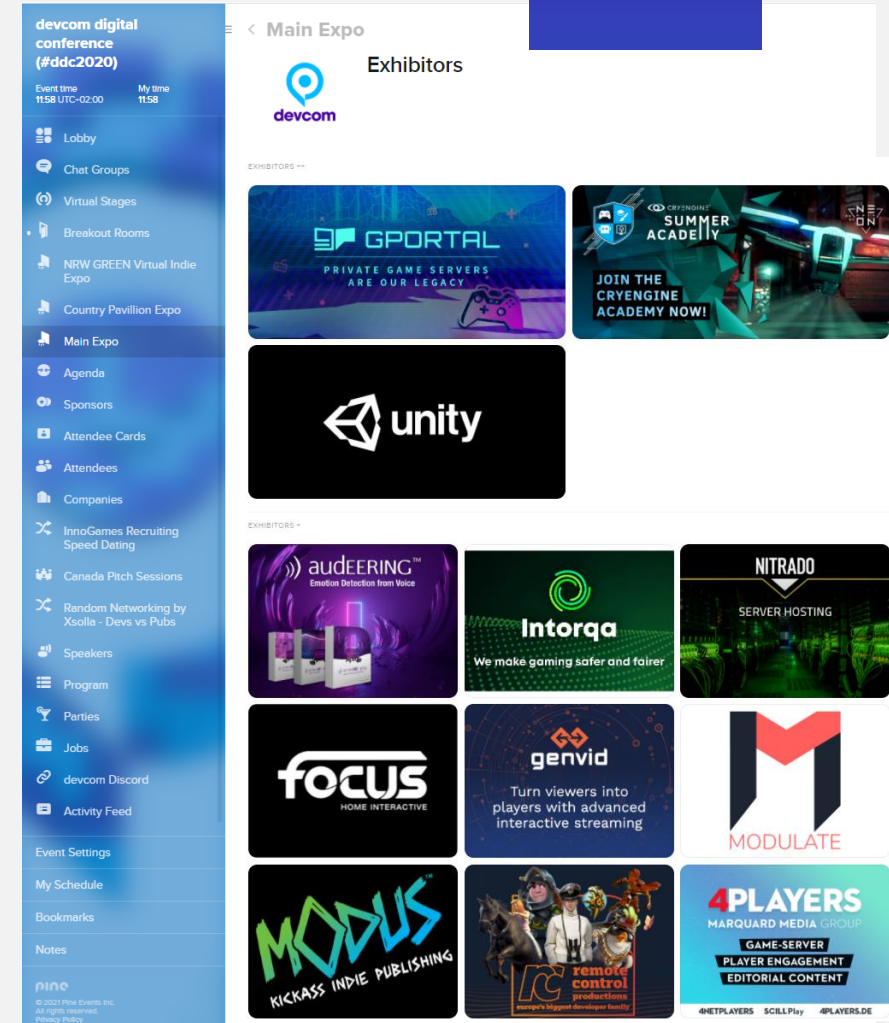 devcom digital
conference
(#ddc2020)
Event time
11:58 UTC-02:00
My time
11:58
Lobby
Chat Groups
Virtual Stages
Breakout Rooms
NRW GREEN Virtual Indie
Expo
Country Pavillion Expo
Main Expo
Agenda
Sponsors
Attendee Cards
Attendees
Companies
InnoGames Recruiting
Speed Dating
Canada Pitch Sessions
Random Networking by
Xsolla - Devs vs Pubs
Speakers
Program
Parties
Jobs
devcom Discord
Activity Feed
Event Settings
My Schedule
Bookmarks
Notes
pine
© 2021 Pine Events Inc.
All rights reserved.
Privacy Policy
Main Expo
devcom
Exhibitors
EXHIBITORS ++
GPORTAL
PRIVATE GAME SERVERS
ARE OUR LEGACY
CRYENGINE
SUMMER
ACADEMY
NEON
JOIN THE
CRYENGINE
ACADEMY NOW!
unity
EXHIBITORS +
audEERING™
Emotion Detection from Voice
Intorqa
We make gaming safer and fairer
NITRADO
SERVER HOSTING
FOCUS
HOME INTERACTIVE
genvid
Turn viewers into
players with advanced
interactive streaming
MODULATE
MODUS™
KICKASS INDIE PUBLISHING
rc
remote
control
productions
europe's biggest developer family
4PLAYERS
MARQUARD MEDIA GROUP
GAME-SERVER
PLAYER ENGAGEMENT
EDITORIAL CONTENT
4NETPLAYERS SCILL Play 4PLAYERS.DE